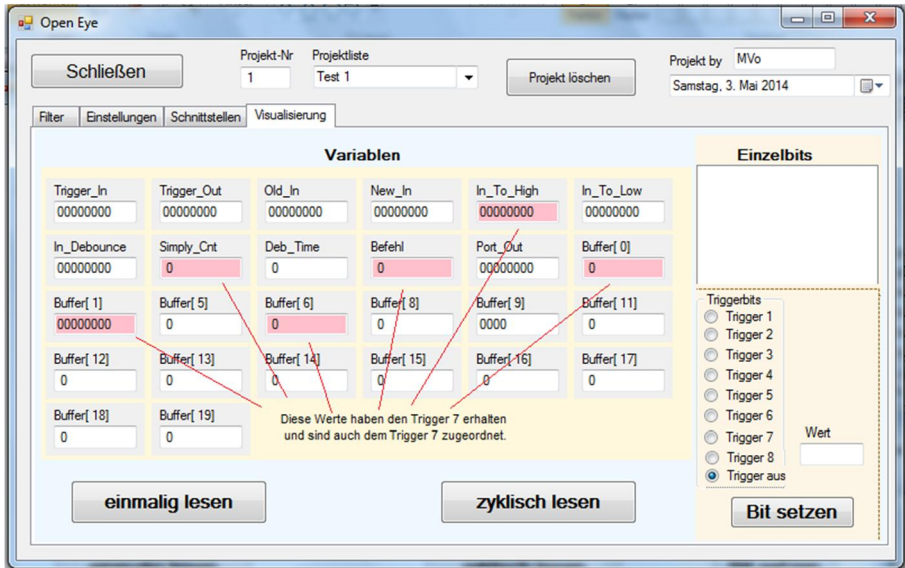 Open Eye
Schließen
Projekt-Nr
1
Projektliste
Test 1
Projekt löschen
Projekt by
MVo
Samstag, 3. Mai 2014
Filter Einstellungen Schnittstellen Visualisierung
Variablen
Einzelbits
Trigger_In Trigger_Out Old_In New_In In_To_High In_To_Low
00000000 00000000 00000000 00000000 00000000 00000000
In_Debounce Simply_Cnt Deb_Time Befehl Port_Out Buffer[ 0]
00000000 0 0 0 00000000 0
Buffer[ 1] Buffer[ 5] Buffer[ 6] Buffer[ 8] Buffer[ 9] Buffer[ 11]
00000000 0 0 0 0000 0
Buffer[ 12] Buffer[ 13] Buffer[ 14] Buffer[ 15] Buffer[ 16] Buffer[ 17]
0 0 0 0 0 0
Buffer[ 18] Buffer[ 19]
0 0
Diese Werte haben den Trigger 7 erhalten
und sind auch dem Trigger 7 zugeordnet.
Triggerbits
Trigger 1
Trigger 2
Trigger 3
Trigger 4
Trigger 5
Trigger 6
Trigger 7
Trigger 8
Trigger aus
Wert
einmalig lesen
zyklisch lesen
Bit setzen